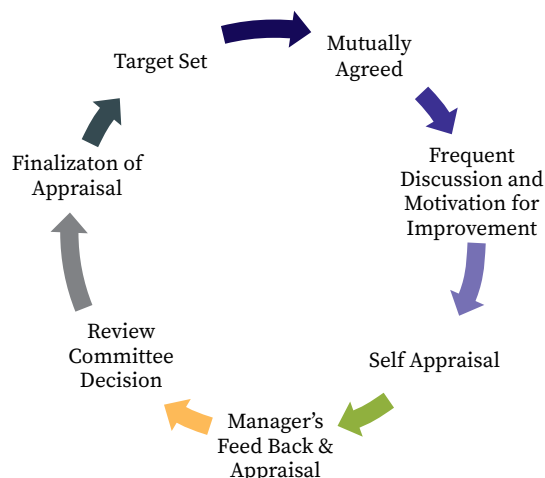 Target Set
Mutually
Agreed
Frequent
Discussion and
Motivation for
Improvement
Self Appraisal
Manager’s
Feed Back &
Appraisal
Review
Committee
Decision
Finalizaton of
Appraisal